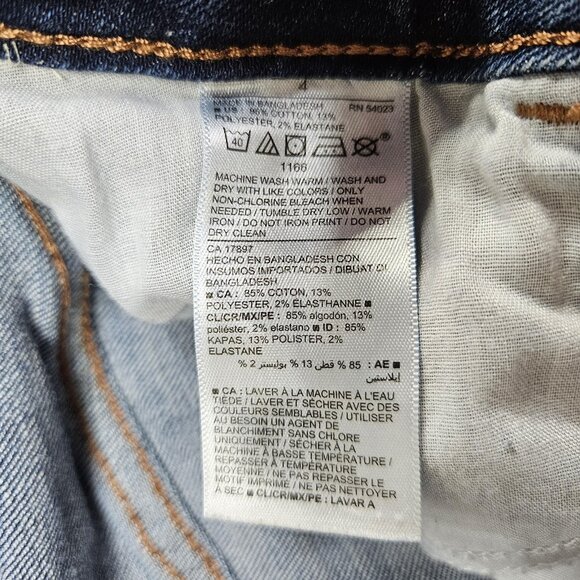 4
MADE IN BANGLADESH RN 54023
■ US: 85% COTTON, 13%
POLYESTER, 2% ELASTANE
40
1166
MACHINE WASH WARM / WASH AND
DRY WITH LIKE COLORS / ONLY
NON-CHLORINE BLEACH WHEN
NEEDED / TUMBLE DRY LOW / WARM
IRON / DO NOT IRON PRINT / DO NOT
DRY CLEAN
CA 17897
HECHO EN BANGLADESH CON
INSUMOS IMPORTADOS / DIBUAT DI
BANGLADESH
■ CA : 85% COTON, 13%
POLYESTER, 2% ÉLASTHANNE ■
CL/CR/MX/PE : 85% algodón, 13%
poliéster, 2% elastano ■ ID : 85%
KAPAS, 13% POLISTER, 2%
ELASTANE
■ AE : 85 % قطن 13 % بوليستر 2 %
إيلاستين
■ CA : LAVER À LA MACHINE À L'EAU
TIÈDE / LAVER ET SÉCHER AVEC DES
COULEURS SEMBLABLES / UTILISER
AU BESOIN UN AGENT DE
BLANCHIMENT SANS CHLORE
UNIQUEMENT / SÉCHER À LA
MACHINE À BASSE TEMPÉRATURE /
REPASSER À TEMPÉRATURE
MOYENNE / NE PAS REPASSER LE
MOTIF IMPRIMÉ / NE PAS NETTOYER
À SEC ■ CL/CR/MX/PE : LAVAR A